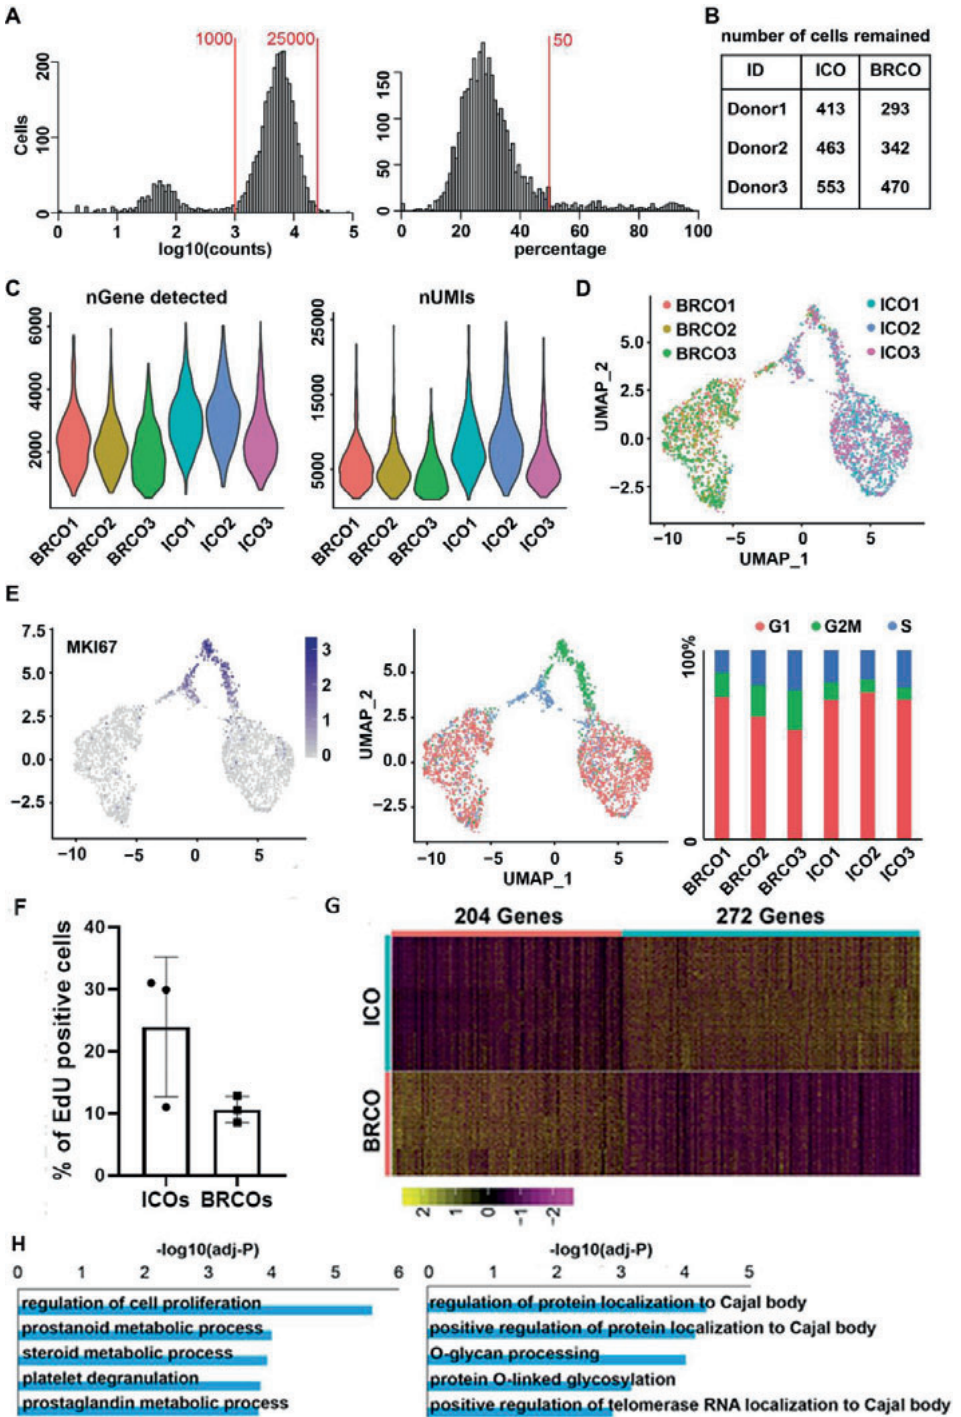 A
1000
25000
50
Cells
200
100
0
0
1
2
3
4
5
log10(counts)
150
100
50
0
0
20
40
60
80
100
percentage
B
number of cells remained
ID ICO BRCO
Donor1 413 293
Donor2 463 342
Donor3 553 470
C
nGene detected
6000
4000
2000
BRCO1
BRCO2
BRCO3
ICO1
ICO2
ICO3
nUMIs
25000
15000
5000
BRCO1
BRCO2
BRCO3
ICO1
ICO2
ICO3
D
BRCO1
BRCO2
BRCO3
ICO1
ICO2
ICO3
UMAP_2
5.0
2.5
0.0
−2.5
−10
−5
0
5
UMAP_1
E
MKI67
7.5
5.0
2.5
0.0
−2.5
−10
−5
0
5
3
2
1
0
UMAP_2
5.0
2.5
0.0
−2.5
−10
−5
0
5
UMAP_1
G1
G2M
S
100%
0
BRCO1
BRCO2
BRCO3
ICO1
ICO2
ICO3
F
% of EdU positive cells
40
30
20
10
0
ICOs
BRCOs
G
204 Genes
272 Genes
ICO
BRCO
2
1
0
-1
-2
H
-log10(adj-P)
0 1 2 3 4 5 6
regulation of cell proliferation
prostanoid metabolic process
steroid metabolic process
platelet degranulation
prostaglandin metabolic process
-log10(adj-P)
0 1 2 3 4 5
regulation of protein localization to Cajal body
positive regulation of protein localization to Cajal body
O-glycan processing
protein O-linked glycosylation
positive regulation of telomerase RNA localization to Cajal body